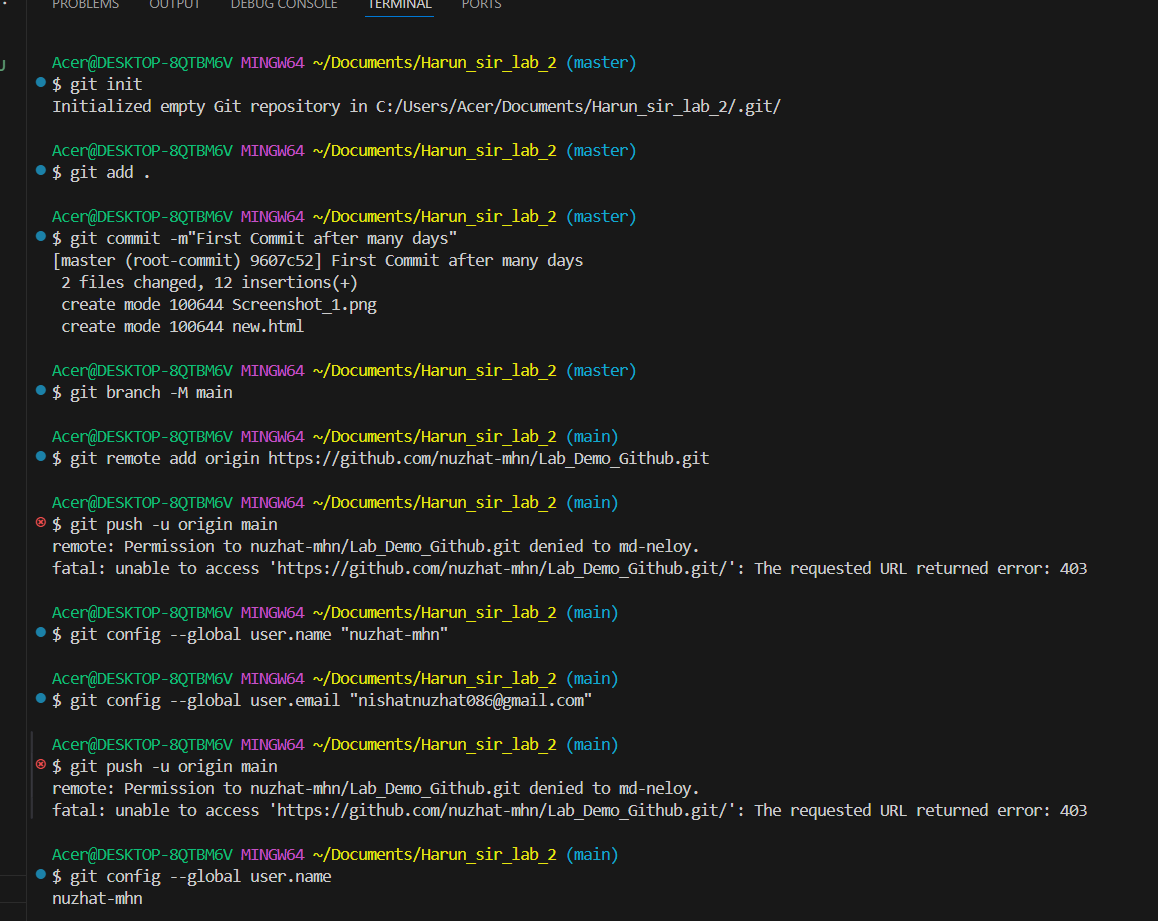 PROBLEMS OUTPUT DEBUG CONSOLE TERMINAL PORTS
Acer@DESKTOP-8QTBM6V MINGW64 ~/Documents/Harun_sir_lab_2 (master)
$ git init
Initialized empty Git repository in C:/Users/Acer/Documents/Harun_sir_lab_2/.git/
Acer@DESKTOP-8QTBM6V MINGW64 ~/Documents/Harun_sir_lab_2 (master)
$ git add .
Acer@DESKTOP-8QTBM6V MINGW64 ~/Documents/Harun_sir_lab_2 (master)
$ git commit -m"First Commit after many days"
[master (root-commit) 9607c52] First Commit after many days
2 files changed, 12 insertions(+)
create mode 100644 Screenshot_1.png
create mode 100644 new.html
Acer@DESKTOP-8QTBM6V MINGW64 ~/Documents/Harun_sir_lab_2 (master)
$ git branch -M main
Acer@DESKTOP-8QTBM6V MINGW64 ~/Documents/Harun_sir_lab_2 (main)
$ git remote add origin https://github.com/nuzhat-mhn/Lab_Demo_Github.git
Acer@DESKTOP-8QTBM6V MINGW64 ~/Documents/Harun_sir_lab_2 (main)
$ git push -u origin main
remote: Permission to nuzhat-mhn/Lab_Demo_Github.git denied to md-neloy.
fatal: unable to access 'https://github.com/nuzhat-mhn/Lab_Demo_Github.git/': The requested URL returned error: 403
Acer@DESKTOP-8QTBM6V MINGW64 ~/Documents/Harun_sir_lab_2 (main)
$ git config --global user.name "nuzhat-mhn"
Acer@DESKTOP-8QTBM6V MINGW64 ~/Documents/Harun_sir_lab_2 (main)
$ git config --global user.email "nishatnuzhat086@gmail.com"
Acer@DESKTOP-8QTBM6V MINGW64 ~/Documents/Harun_sir_lab_2 (main)
$ git push -u origin main
remote: Permission to nuzhat-mhn/Lab_Demo_Github.git denied to md-neloy.
fatal: unable to access 'https://github.com/nuzhat-mhn/Lab_Demo_Github.git/': The requested URL returned error: 403
Acer@DESKTOP-8QTBM6V MINGW64 ~/Documents/Harun_sir_lab_2 (main)
$ git config --global user.name
nuzhat-mhn